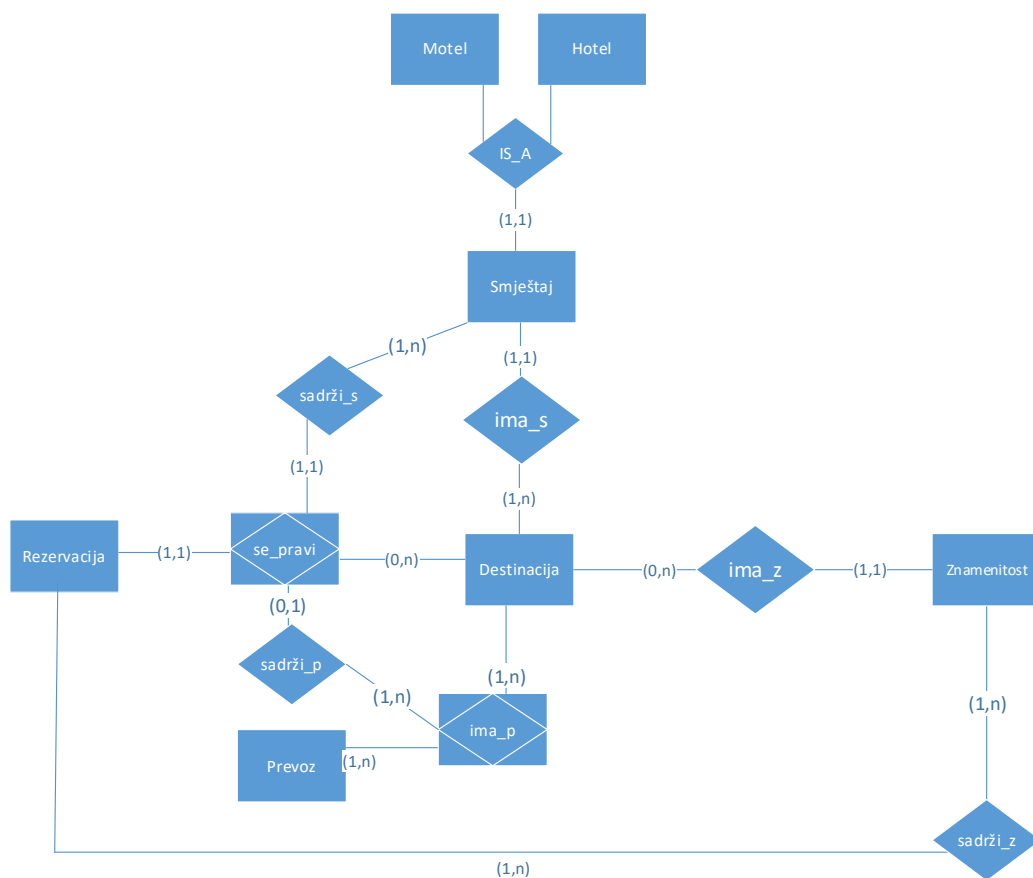 Motel
Hotel
IS_A
(1,1)
Smještaj
(1,n)
(1,1)
sadrži_s
ima_s
(1,1)
(1,n)
Rezervacija
(1,1)
se_pravi
(0,n)
Destinacija
(0,n)
ima_z
(1,1)
Znamenitost
(0,1)
sadrži_p
(1,n)
(1,n)
(1,n)
ima_p
Prevoz
(1,n)
sadrži_z
(1,n)